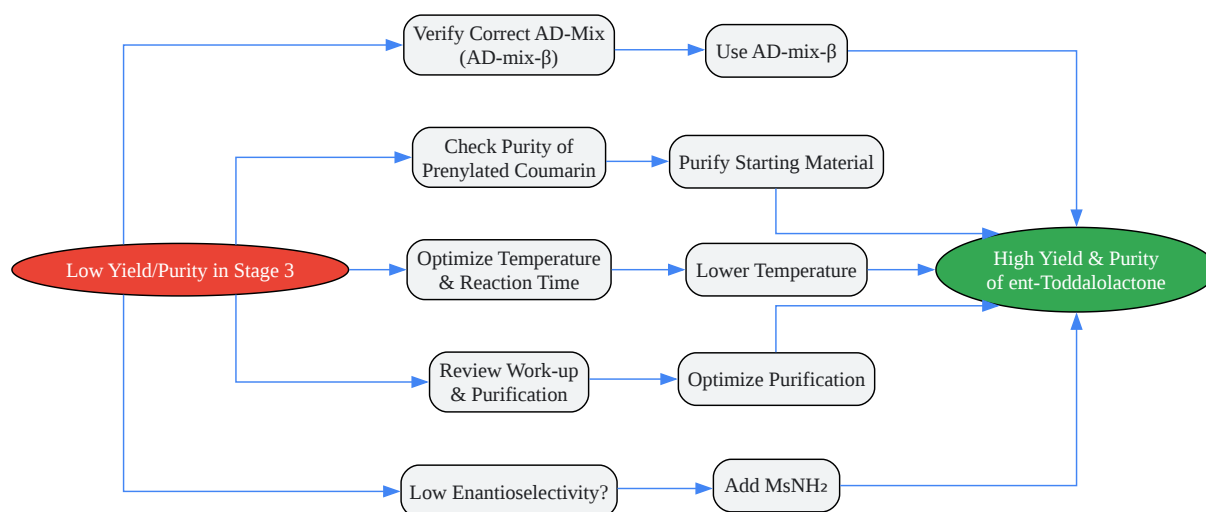 Verify Correct AD-Mix
(AD-mix-β)
Use AD-mix-β
Check Purity of
Prenylated Coumarin
Purify Starting Material
Low Yield/Purity in Stage 3
Optimize Temperature
& Reaction Time
Lower Temperature
High Yield & Purity
of ent-Toddalolactone
Review Work-up
& Purification
Optimize Purification
Low Enantioselectivity?
Add MsNH₂